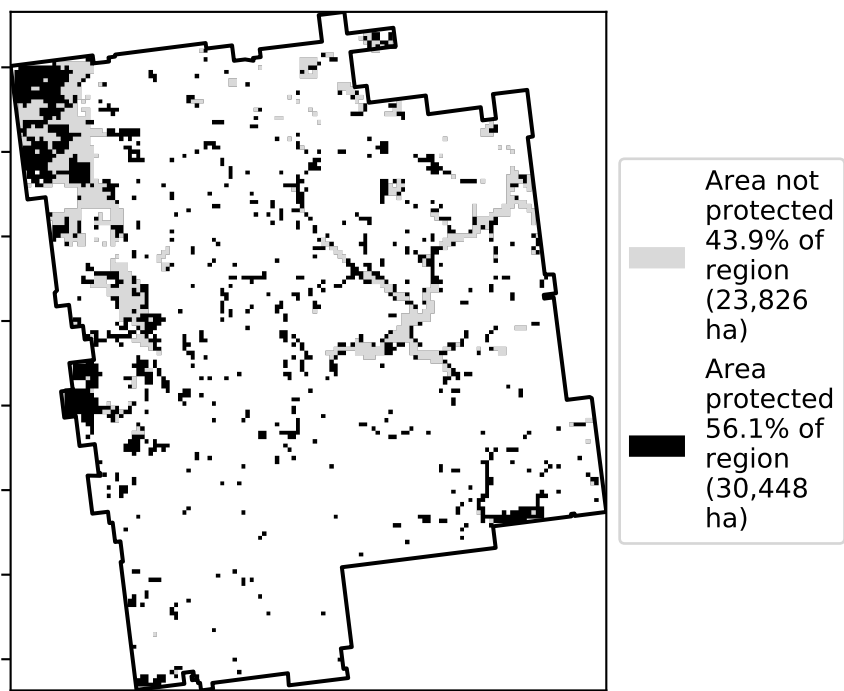 Area not
protected
43.9% of
region
(23,826
ha)
Area
protected
56.1% of
region
(30,448
ha)